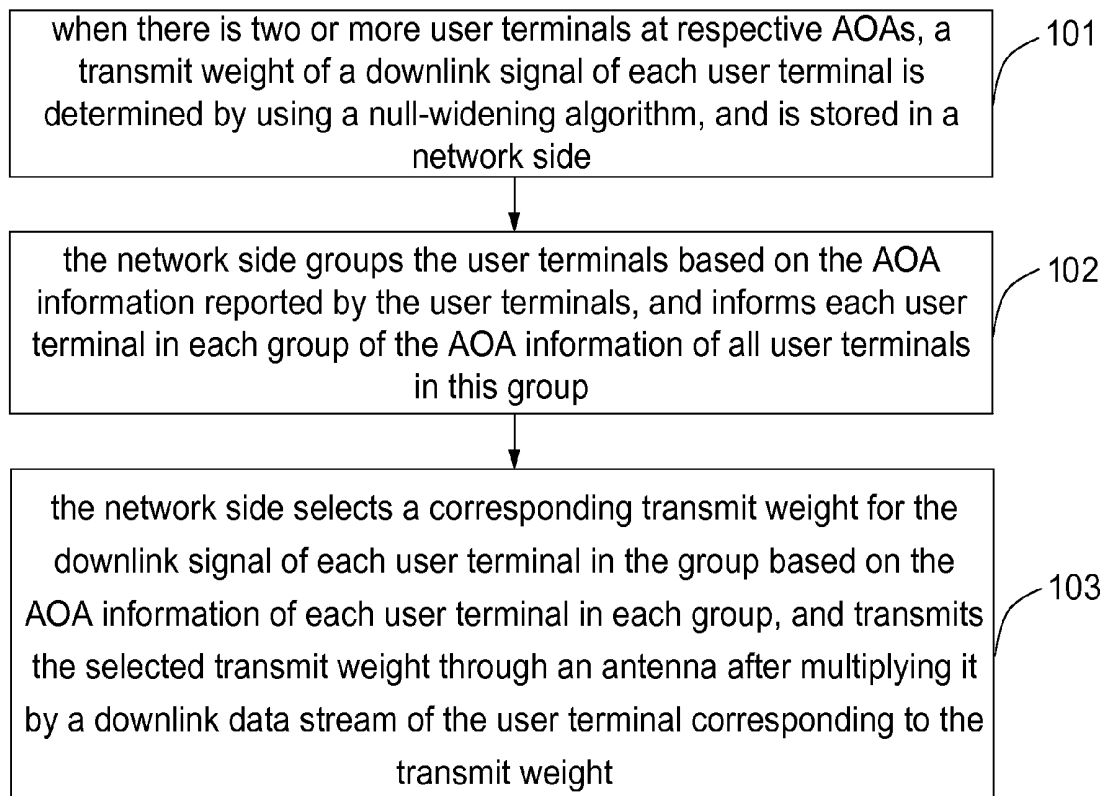 when there is two or more user terminals at respective AOAs, a
transmit weight of a downlink signal of each user terminal is
determined by using a null-widening algorithm, and is stored in a
network side
101
the network side groups the user terminals based on the AOA
information reported by the user terminals, and informs each user
terminal in each group of the AOA information of all user terminals
in this group
102
the network side selects a corresponding transmit weight for the
downlink signal of each user terminal in the group based on the
AOA information of each user terminal in each group, and transmits
the selected transmit weight through an antenna after multiplying it
by a downlink data stream of the user terminal corresponding to the
transmit weight
103